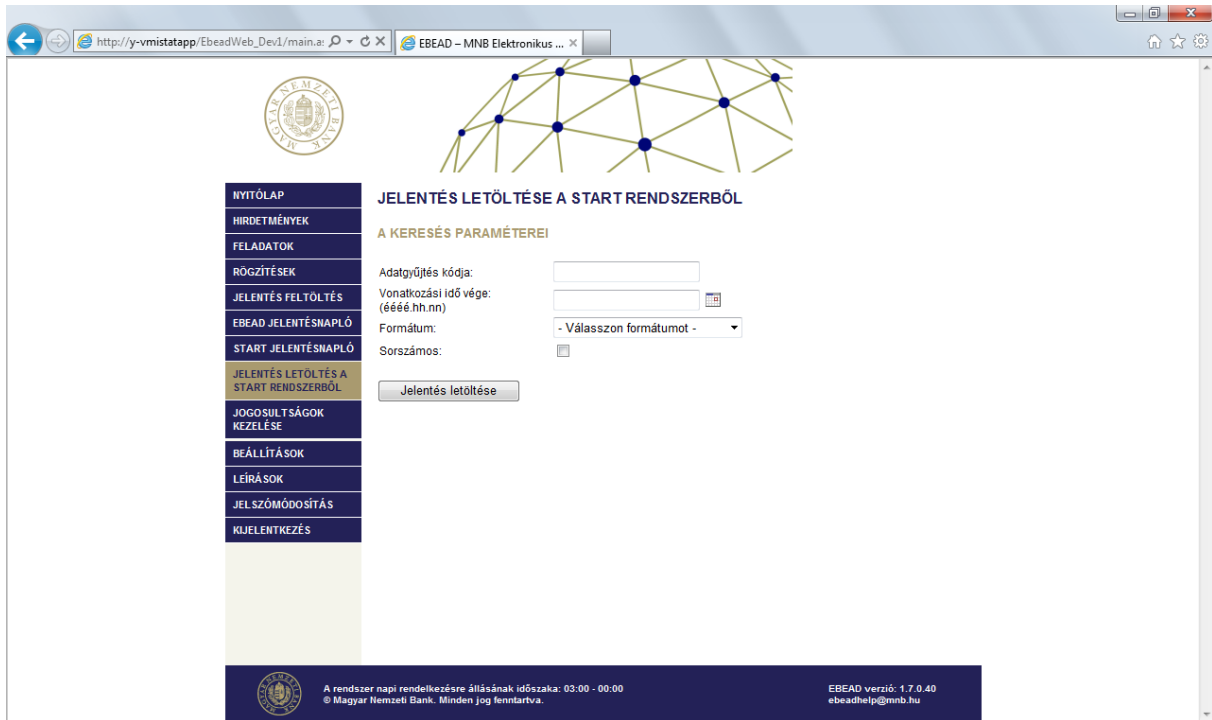 http://y-vmistatapp/EbeadWeb_Dev1/main.a:
EBEAD – MNB Elektronikus ...
MAGYAR NEMZETI BANK
NYITÓLAP
HIRDETMÉNYEK
FELADATOK
RÖGZÍTÉSEK
JELENTÉS FELTÖLTÉS
EBEAD JELENTÉSNAPLÓ
START JELENTÉSNAPLÓ
JELENTÉS LETÖLTÉS A
START RENDSZERBŐL
JOGOSULTSÁGOK
KEZELÉSE
BEÁLLÍTÁSOK
LEÍRÁSOK
JELSZÓMÓDOSÍTÁS
KIJELENTKEZÉS
JELENTÉS LETÖLTÉSE A START RENDSZERBŐL
A KERESÉS PARAMÉTEREI
Adatgyűjtés kódja:
Vonatkozási idő vége:
(éééé.hh.nn)
Formátum:
- Válasszon formátumot -
Sorszámos:
Jelentés letöltése
A rendszer napi rendelkezésre állásának időszaka: 03:00 - 00:00
© Magyar Nemzeti Bank. Minden jog fenntartva.
EBEAD verzió: 1.7.0.40
ebeadhelp@mnb.hu